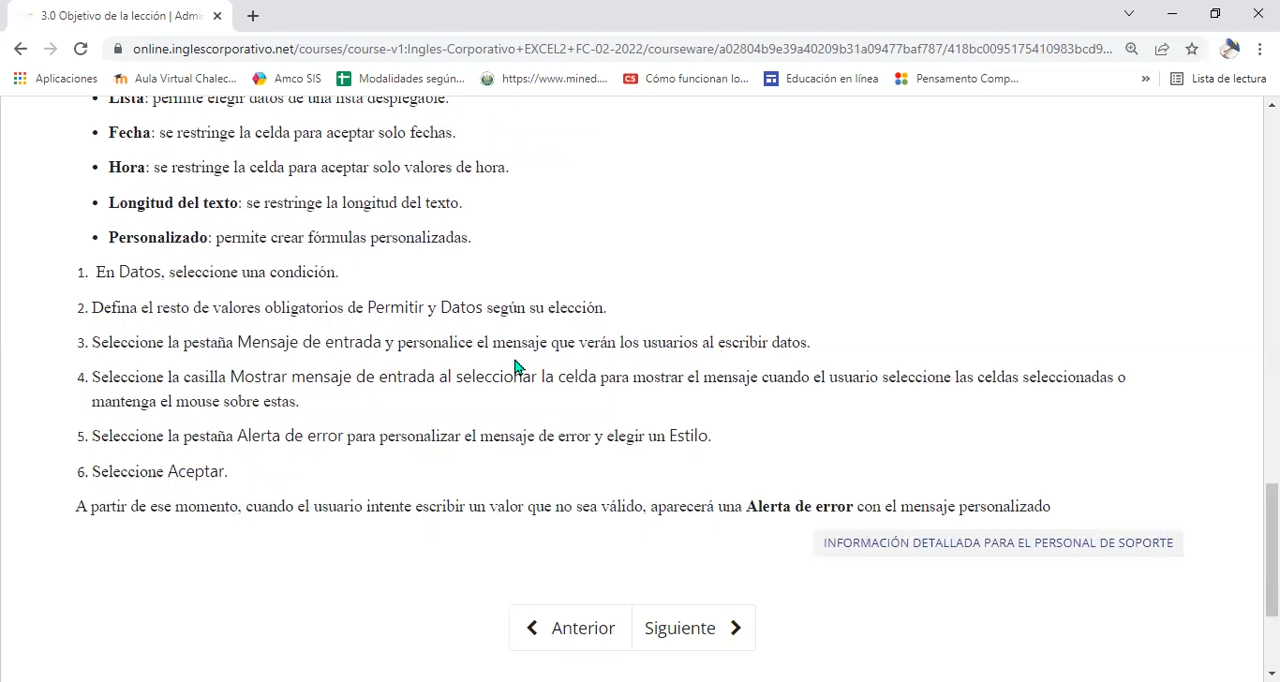 3.0 Objetivo de la lección | Admi
online.inglescorporativo.net/courses/course-v1:Ingles-Corporativo+EXCEL2+FC-02-2022/courseware/a02804b9e39a40209b31a09477baf787/418bc0095175410983bcd9...
Aplicaciones Aula Virtual Chalec... Amco SIS Modalidades según... https://www.mined.... CS Cómo funcionan lo... Educación en línea Pensamento Comp... » Lista de lectura
• Lista: permite elegir datos de una lista desplegable.
• Fecha: se restringe la celda para aceptar solo fechas.
• Hora: se restringe la celda para aceptar solo valores de hora.
• Longitud del texto: se restringe la longitud del texto.
• Personalizado: permite crear fórmulas personalizadas.
1. En Datos, seleccione una condición.
2. Defina el resto de valores obligatorios de Permitir y Datos según su elección.
3. Seleccione la pestaña Mensaje de entrada y personalice el mensaje que verán los usuarios al escribir datos.
4. Seleccione la casilla Mostrar mensaje de entrada al seleccionar la celda para mostrar el mensaje cuando el usuario seleccione las celdas seleccionadas o
mantenga el mouse sobre estas.
5. Seleccione la pestaña Alerta de error para personalizar el mensaje de error y elegir un Estilo.
6. Seleccione Aceptar.
A partir de ese momento, cuando el usuario intente escribir un valor que no sea válido, aparecerá una Alerta de error con el mensaje personalizado
INFORMACIÓN DETALLADA PARA EL PERSONAL DE SOPORTE
Anterior Siguiente